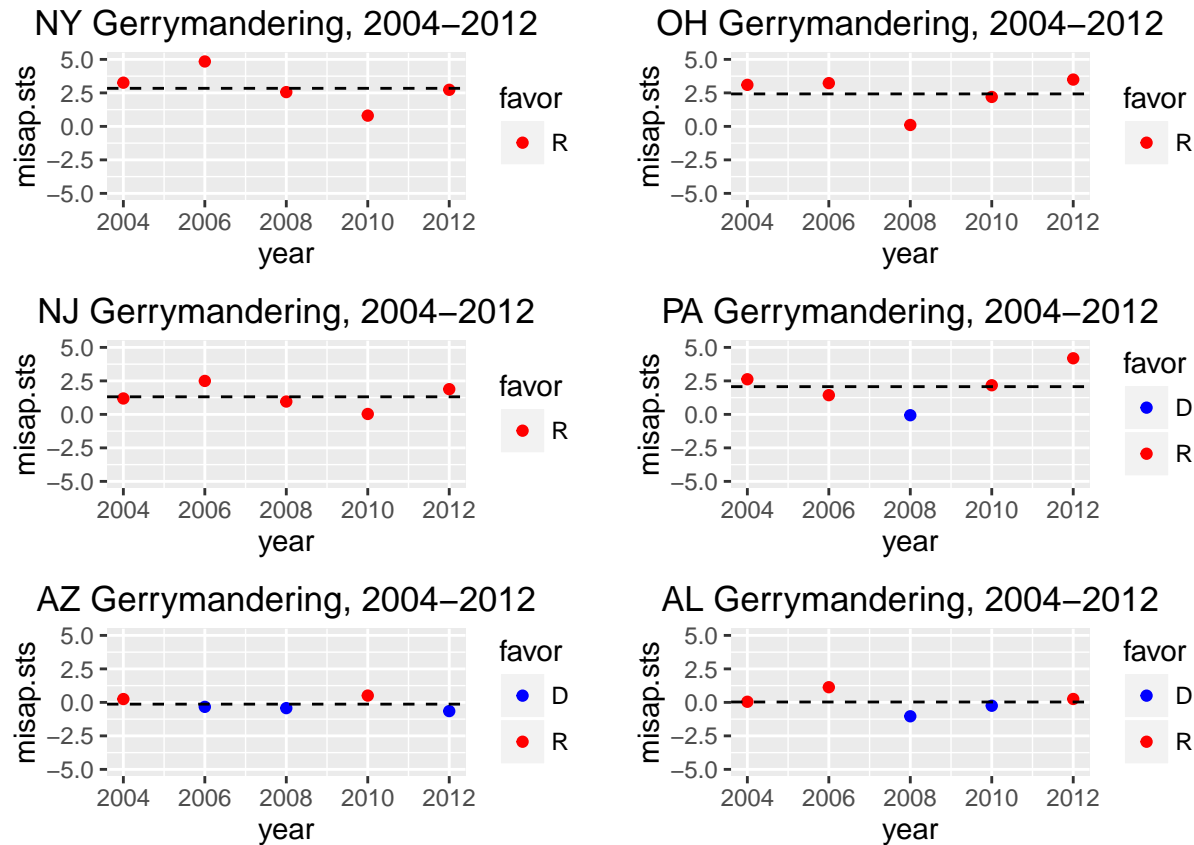 NY Gerrymandering, 2004–2012
5.0
2.5
0.0
−2.5
−5.0
misap.sts
2004 2006 2008 2010 2012
year
favor
R
OH Gerrymandering, 2004–2012
5.0
2.5
0.0
−2.5
−5.0
misap.sts
2004 2006 2008 2010 2012
year
favor
R
NJ Gerrymandering, 2004–2012
5.0
2.5
0.0
−2.5
−5.0
misap.sts
2004 2006 2008 2010 2012
year
favor
R
PA Gerrymandering, 2004–2012
5.0
2.5
0.0
−2.5
−5.0
misap.sts
2004 2006 2008 2010 2012
year
favor
D
R
AZ Gerrymandering, 2004–2012
5.0
2.5
0.0
−2.5
−5.0
misap.sts
2004 2006 2008 2010 2012
year
favor
D
R
AL Gerrymandering, 2004–2012
5.0
2.5
0.0
−2.5
−5.0
misap.sts
2004 2006 2008 2010 2012
year
favor
D
R